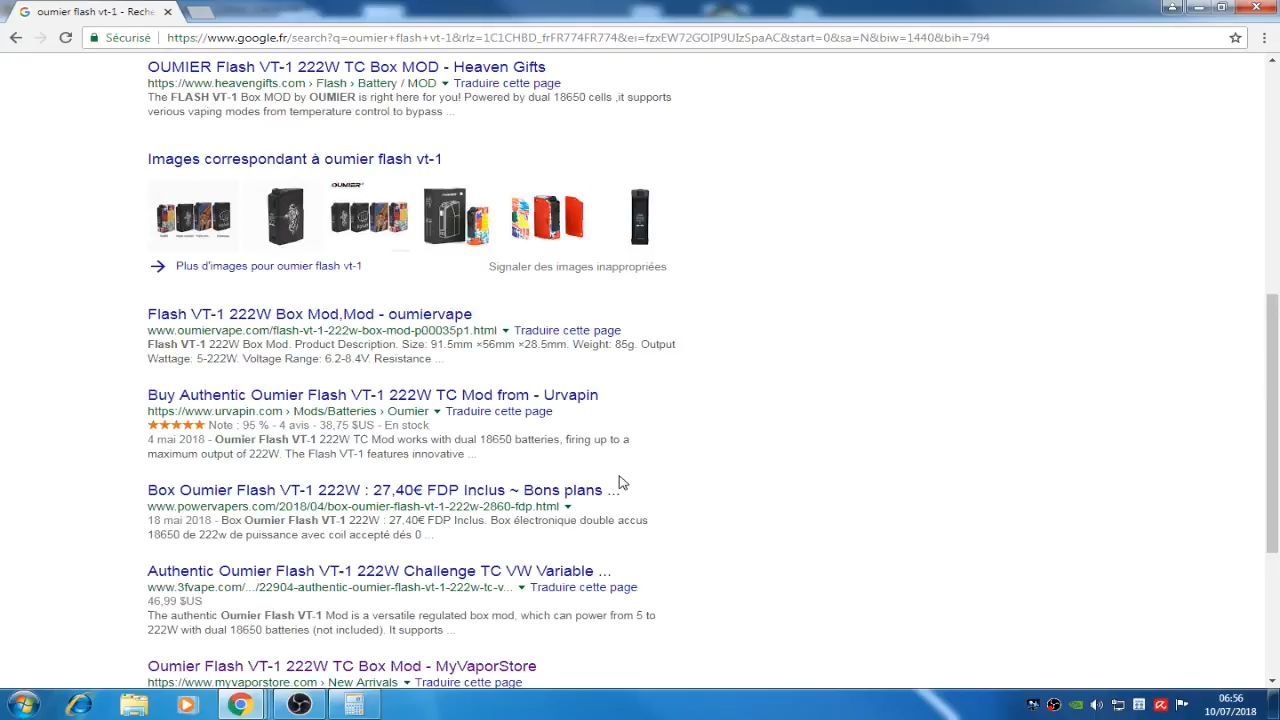 oumier flash vt-1 - Reche
Sécurisé https://www.google.fr/search?q=oumier+flash+vt-1&rlz=1C1CHBD_frFR774FR774&ei=fzxEW72GOIP9UIzSpaAC&start=0&sa=N&biw=1440&bih=794
OUMIER Flash VT-1 222W TC Box MOD - Heaven Gifts
https://www.heavengifts.com › Flash › Battery / MOD ▼ Traduire cette page
The FLASH VT-1 Box MOD by OUMIER is right here for you! Powered by dual 18650 cells ,it supports
verious vaping modes from temperature control to bypass ...
Images correspondant à oumier flash vt-1
OUMIER
Plus d'images pour oumier flash vt-1 Signaler des images inappropriées
Flash VT-1 222W Box Mod,Mod - oumiervape
www.oumiervape.com/flash-vt-1-222w-box-mod-p00035p1.html ▼ Traduire cette page
Flash VT-1 222W Box Mod. Product Description. Size: 91.5mm ×56mm ×28.5mm. Weight: 85g. Output
Wattage: 5-222W. Voltage Range: 6.2-8.4V. Resistance ...
Buy Authentic Oumier Flash VT-1 222W TC Mod from - Urvapin
https://www.urvapin.com › Mods/Batteries › Oumier ▼ Traduire cette page
★★★★★ Note : 95 % - 4 avis - 38,75 $US - En stock
4 mai 2018 - Oumier Flash VT-1 222W TC Mod works with dual 18650 batteries, firing up to a
maximum output of 222W. The Flash VT-1 features innovative ...
Box Oumier Flash VT-1 222W : 27,40€ FDP Inclus ~ Bons plans ...
www.powervapers.com/2018/04/box-oumier-flash-vt-1-222w-2860-fdp.html ▼
18 mai 2018 - Box Oumier Flash VT-1 222W : 27,40€ FDP Inclus. Box électronique double accus
18650 de 222w de puissance avec coil accepté dés 0 ...
Authentic Oumier Flash VT-1 222W Challenge TC VW Variable ...
www.3fvape.com/.../22904-authentic-oumier-flash-vt-1-222w-tc-v... ▼ Traduire cette page
46,99 $US
The authentic Oumier Flash VT-1 Mod is a versatile regulated box mod, which can power from 5 to
222W with dual 18650 batteries (not included). It supports ...
Oumier Flash VT-1 222W TC Box Mod - MyVaporStore
https://www.myvaporstore.com › New Arrivals ▼ Traduire cette page
06:56
10/07/2018